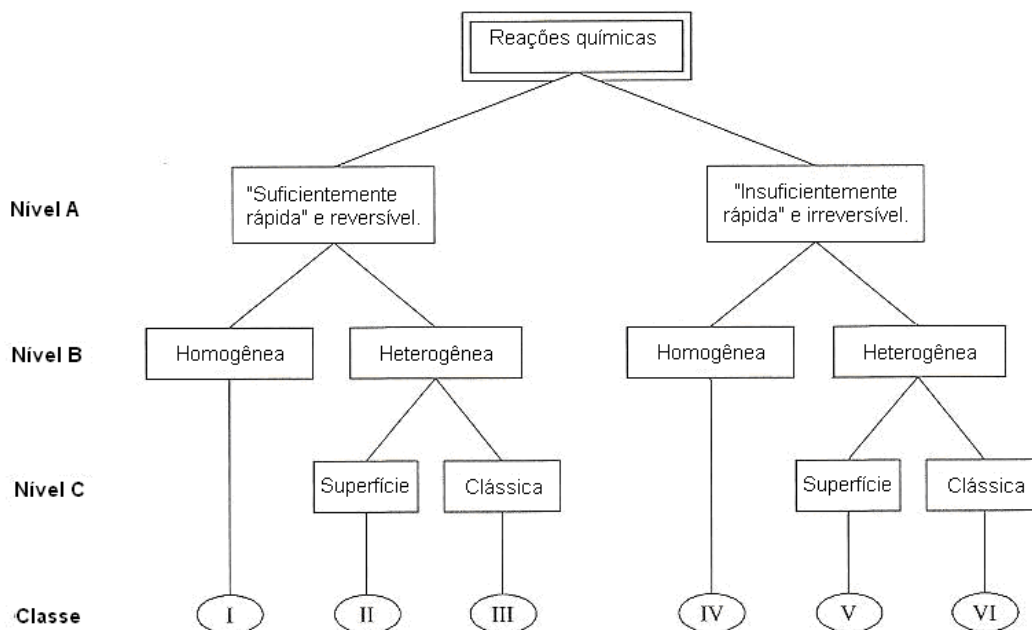 Reações químicas
Nível A
"Suficientemente
rápida" e reversível.
"Insuficientemente
rápida" e irreversível.
Nível B
Homogênea
Heterogênea
Homogênea
Heterogênea
Nível C
Superfície
Clássica
Superfície
Clássica
Classe
I
II
III
IV
V
VI